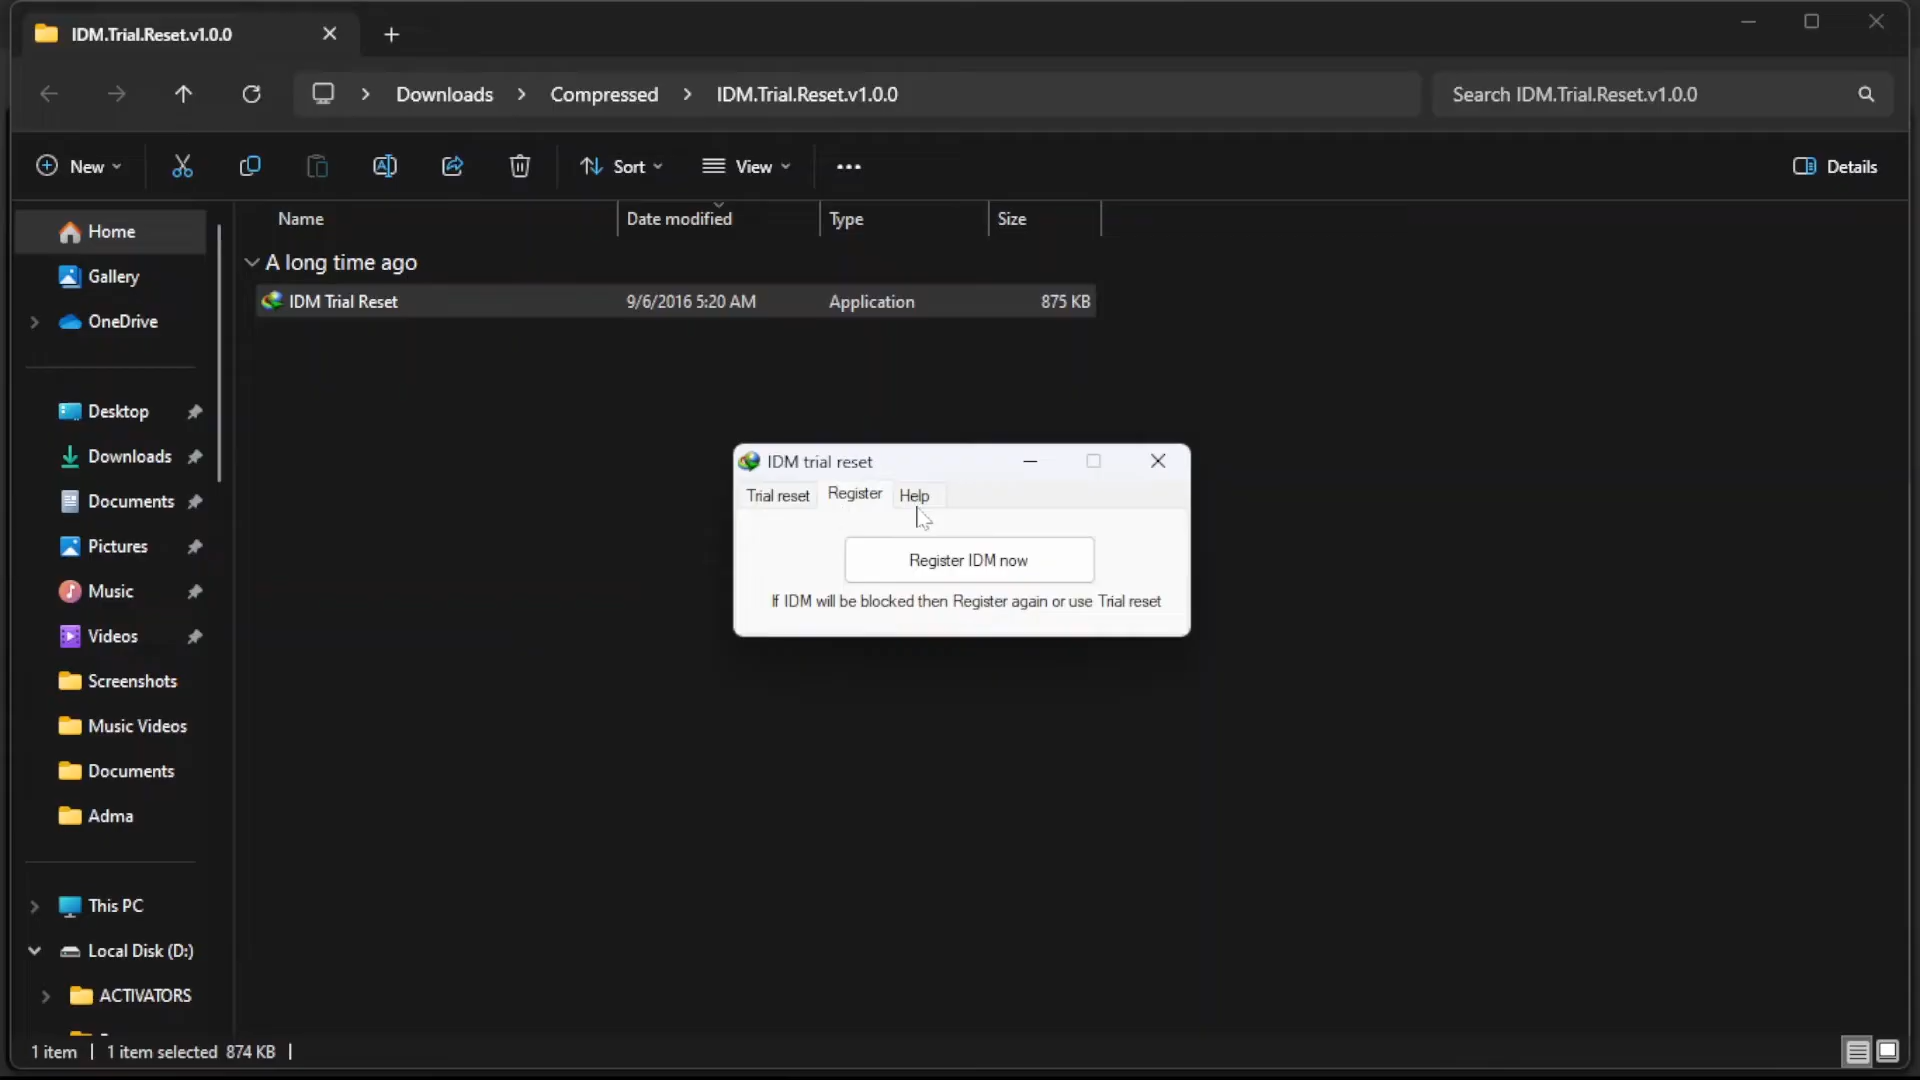 IDM.Trial.Reset.v1.0.0
Downloads
Compressed
IDM.Trial.Reset.v1.0.0
Search IDM.Trial.Reset.v1.0.0
New
Sort
View
Details
Name
Date modified
Type
Size
Home
Gallery
OneDrive
Desktop
Downloads
Documents
Pictures
Music
Videos
Screenshots
Music Videos
Documents
Adma
This PC
Local Disk (D:)
ACTIVATORS
A long time ago
IDM Trial Reset
9/6/2016 5:20 AM
Application
875 KB
IDM trial reset
Trial reset
Register
Help
Register IDM now
If IDM will be blocked then Register again or use Trial reset
1 item
1 item selected 874 KB